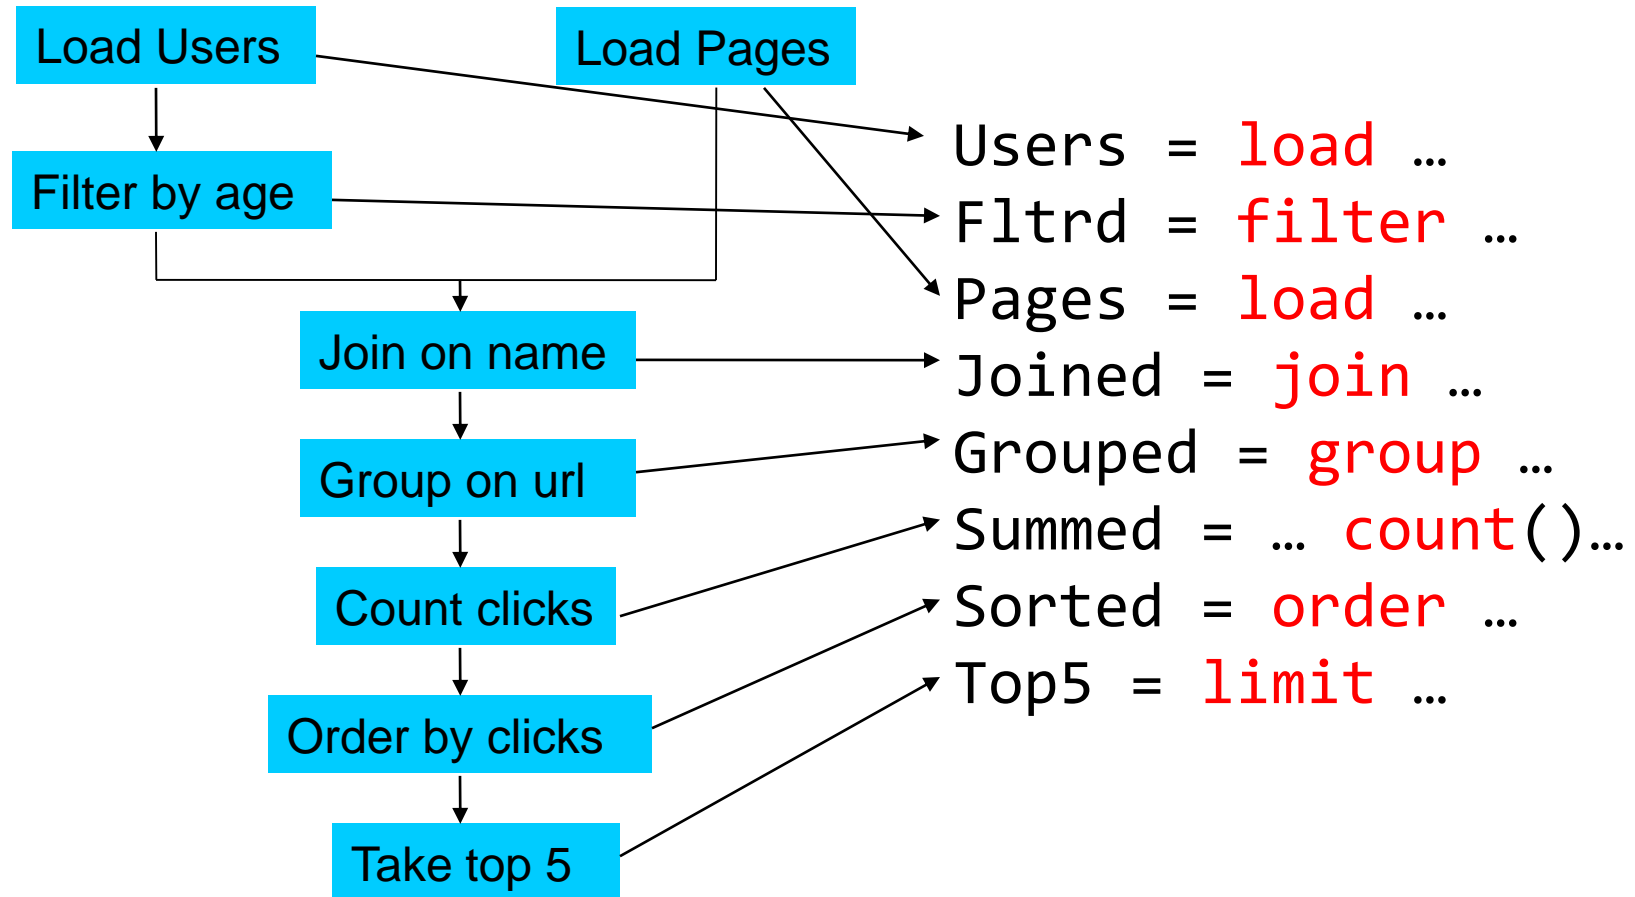 Load Users
Load Pages
Filter by age
Join on name
Group on url
Count clicks
Order by clicks
Take top 5
Users = load …
Fltrd = filter …
Pages = load …
Joined = join …
Grouped = group …
Summed = … count()…
Sorted = order …
Top5 = limit …